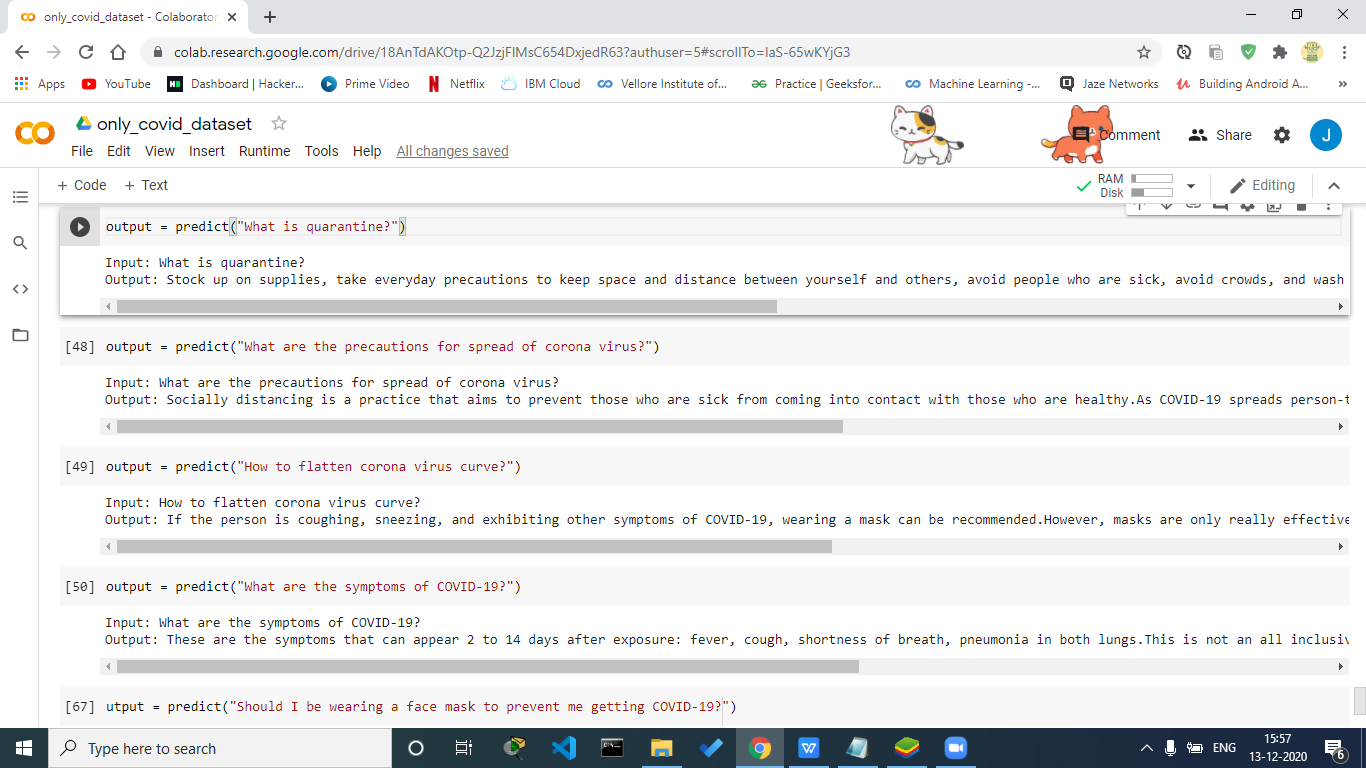 only_covid_dataset - Colaborator
colab.research.google.com/drive/18AnTdAKOtp-Q2JzjFIMsC654DxjedR63?authuser=5#scrollTo=IaS-65wKYjG3
Apps YouTube Dashboard | Hacker... Prime Video Netflix IBM Cloud Vellore Institute of... Practice | Geeksfor... Machine Learning -... Jaze Networks Building Android A... »
only_covid_dataset
Comment Share J
File Edit View Insert Runtime Tools Help All changes saved
+ Code + Text RAM Disk Editing
output = predict("What is quarantine?")
Input: What is quarantine?
Output: Stock up on supplies, take everyday precautions to keep space and distance between yourself and others, avoid people who are sick, avoid crowds, and wash
[48] output = predict("What are the precautions for spread of corona virus?")
Input: What are the precautions for spread of corona virus?
Output: Socially distancing is a practice that aims to prevent those who are sick from coming into contact with those who are healthy.As COVID-19 spreads person-t
[49] output = predict("How to flatten corona virus curve?")
Input: How to flatten corona virus curve?
Output: If the person is coughing, sneezing, and exhibiting other symptoms of COVID-19, wearing a mask can be recommended.However, masks are only really effective
[50] output = predict("What are the symptoms of COVID-19?")
Input: What are the symptoms of COVID-19?
Output: These are the symptoms that can appear 2 to 14 days after exposure: fever, cough, shortness of breath, pneumonia in both lungs.This is not an all inclusiv
[67] utput = predict("Should I be wearing a face mask to prevent me getting COVID-19?")
Type here to search ENG 15:57
13-12-2020 6